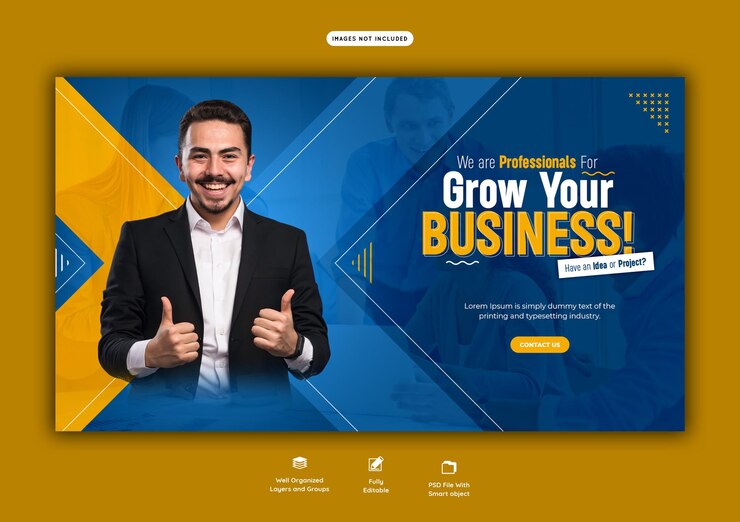 IMAGES NOT INCLUDED
We are Professionals For
Grow Your
BUSINESS!
Have an Idea or Project?
Lorem Ipsum is simply dummy text of the
printing and typesetting industry.
CONTACT US
Well Organized
Layers and Groups
Fully
Editable
PSD File With
Smart object